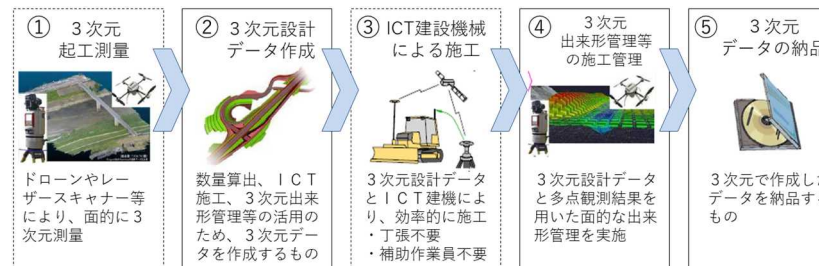 ① 3次元
起工測量
ドローンやレー
ザースキャナー等
により、面的に3
次元測量
② 3次元設計
データ作成
数量算出、ICT
施工、3次元出来
形管理等の活用の
ため、3次元デー
タを作成するもの
③ ICT建設機械
による施工
3次元設計データ
とICT建機によ
り、効率的に施工
・丁張不要
・補助作業員不要
④ 3次元
出来形管理等
の施工管理
3次元設計データ
と多点観測結果を
用いた面的な出来
形管理を実施
⑤ 3次元
データの納品
3次元で作成した
データを納品する
もの